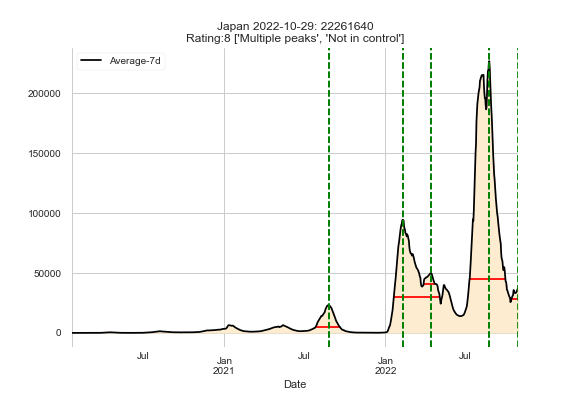 Japan 2022-10-29: 22261640
Rating:8 ['Multiple peaks', 'Not in control']
Average-7d
200000
150000
100000
50000
0
Jul
Jan
2021
Jul
Jan
2022
Jul
Date